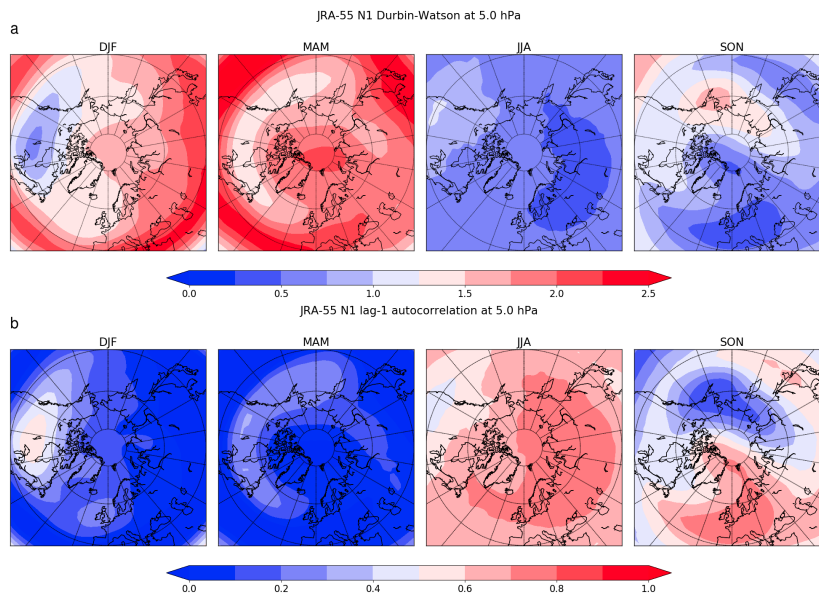 JRA-55 N1 Durbin-Watson at 5.0 hPa
a
DJF MAM JJA SON
0.0 0.5 1.0 1.5 2.0 2.5
JRA-55 N1 lag-1 autocorrelation at 5.0 hPa
b
DJF MAM JJA SON
0.0 0.2 0.4 0.6 0.8 1.0